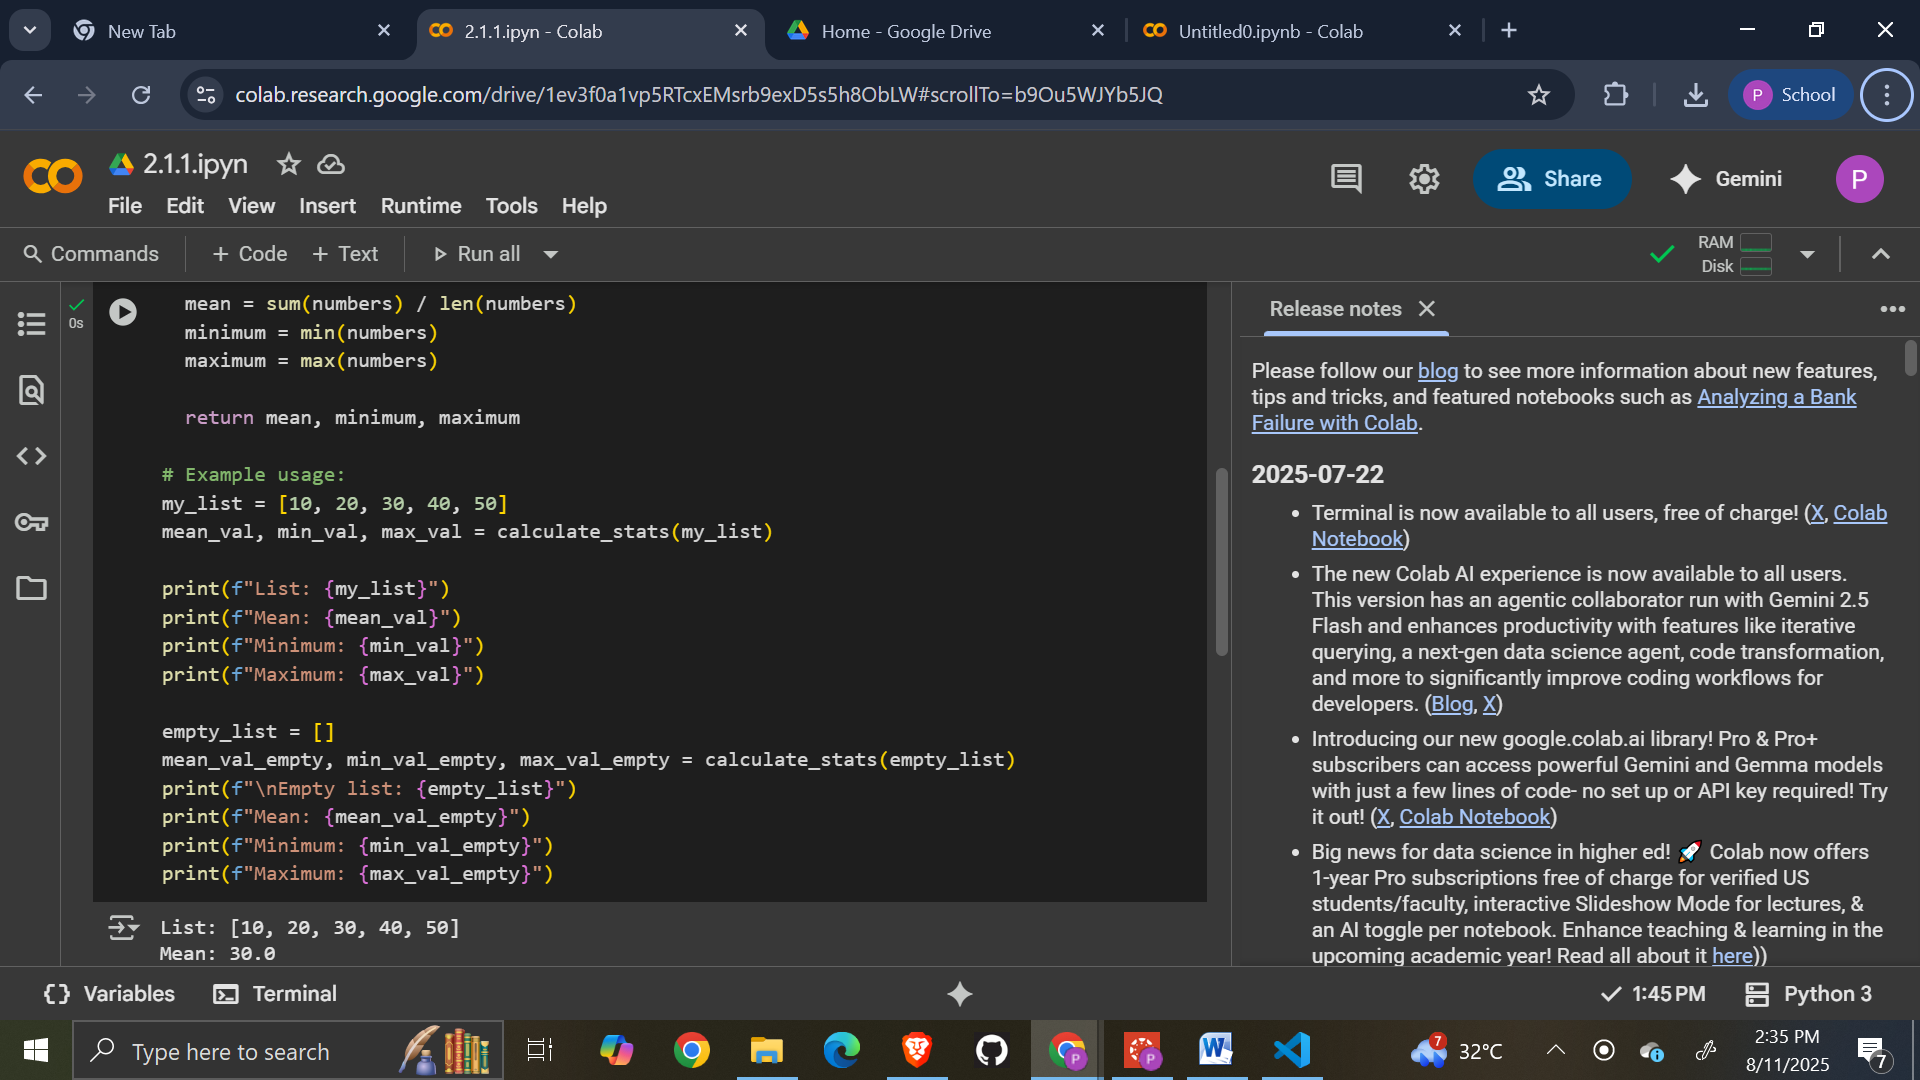 New Tab
2.1.1.ipyn - Colab
Home - Google Drive
Untitled0.ipynb - Colab
colab.research.google.com/drive/1ev3f0a1vp5RTcxEMsrb9exD5s5h8ObLW#scrollTo=b9Ou5WJYb5JQ
P School
2.1.1.ipyn
File Edit View Insert Runtime Tools Help
Share
Gemini
P
Commands + Code + Text Run all
RAM
Disk
0s
mean = sum(numbers) / len(numbers)
minimum = min(numbers)
maximum = max(numbers)
return mean, minimum, maximum
# Example usage:
my_list = [10, 20, 30, 40, 50]
mean_val, min_val, max_val = calculate_stats(my_list)
print(f"List: {my_list}")
print(f"Mean: {mean_val}")
print(f"Minimum: {min_val}")
print(f"Maximum: {max_val}")
empty_list = []
mean_val_empty, min_val_empty, max_val_empty = calculate_stats(empty_list)
print(f"\nEmpty list: {empty_list}")
print(f"Mean: {mean_val_empty}")
print(f"Minimum: {min_val_empty}")
print(f"Maximum: {max_val_empty}")
List: [10, 20, 30, 40, 50]
Mean: 30.0
Release notes
Please follow our blog to see more information about new features,
tips and tricks, and featured notebooks such as Analyzing a Bank
Failure with Colab.
2025-07-22
• Terminal is now available to all users, free of charge! (X, Colab
Notebook)
• The new Colab AI experience is now available to all users.
This version has an agentic collaborator run with Gemini 2.5
Flash and enhances productivity with features like iterative
querying, a next-gen data science agent, code transformation,
and more to significantly improve coding workflows for
developers. (Blog, X)
• Introducing our new google.colab.ai library! Pro & Pro+
subscribers can access powerful Gemini and Gemma models
with just a few lines of code- no set up or API key required! Try
it out! (X, Colab Notebook)
• Big news for data science in higher ed! 🚀 Colab now offers
1-year Pro subscriptions free of charge for verified US
students/faculty, interactive Slideshow Mode for lectures, &
an AI toggle per notebook. Enhance teaching & learning in the
upcoming academic year! Read all about it here))
{} Variables
Terminal
1:45 PM
Python 3
Type here to search
P
P
7
32°C
2:35 PM
8/11/2025
7